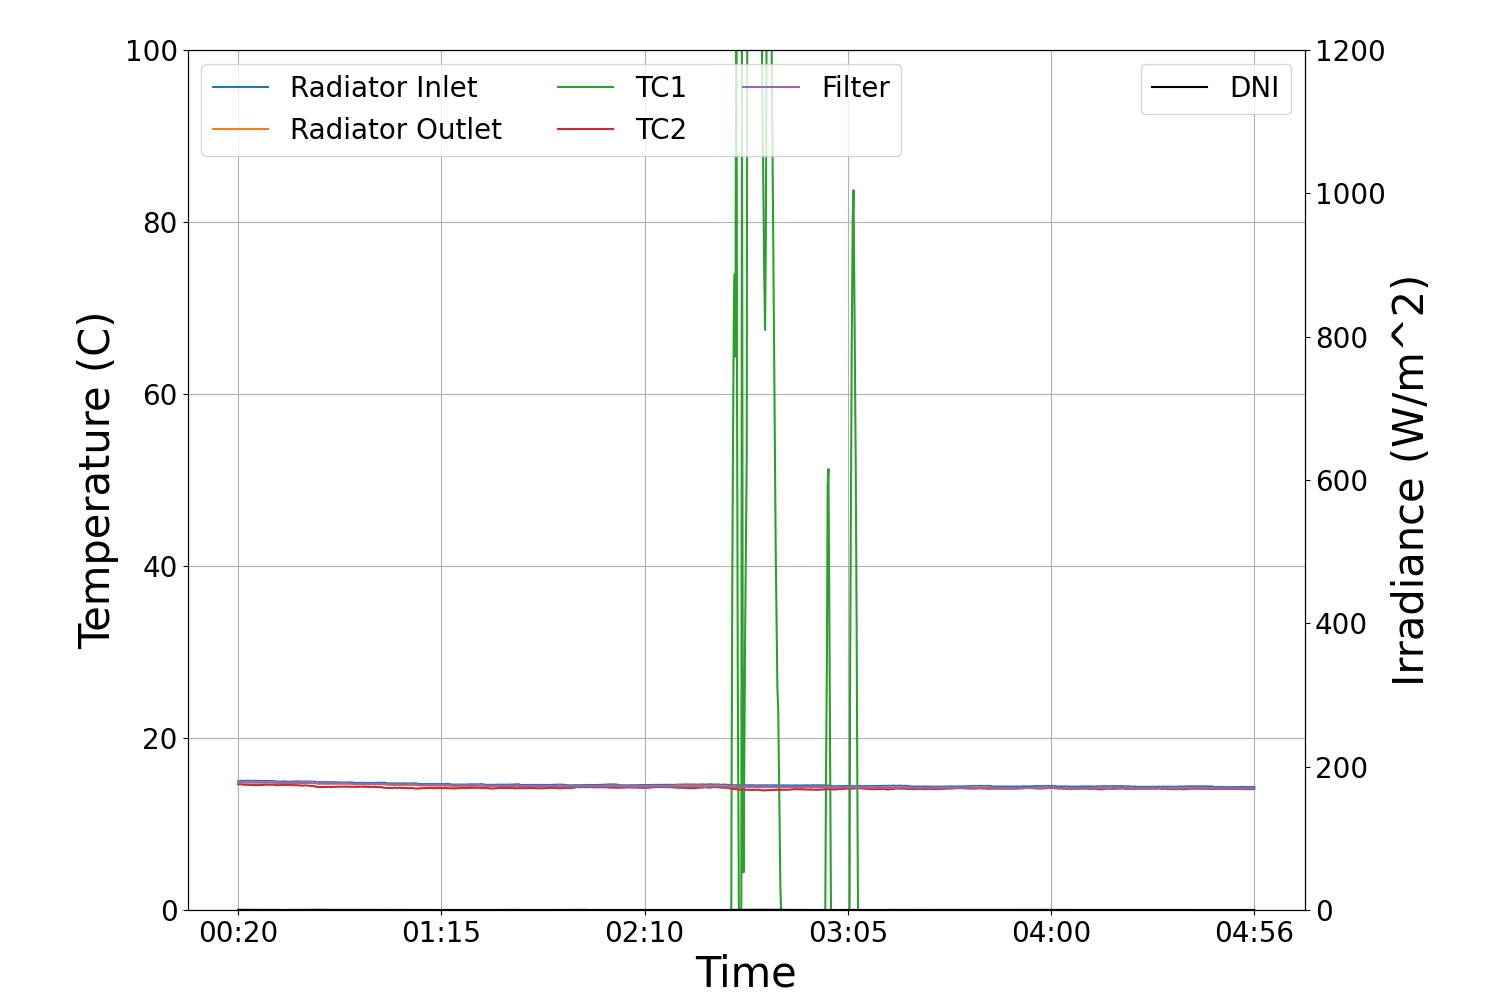 100
80
60
40
20
0
Temperature (C)
Radiator Inlet
Radiator Outlet
TC1
TC2
Filter
DNI
1200
1000
800
600
400
200
0
Irradiance (W/m^2)
00:20 01:15 02:10 03:05 04:00 04:56
Time